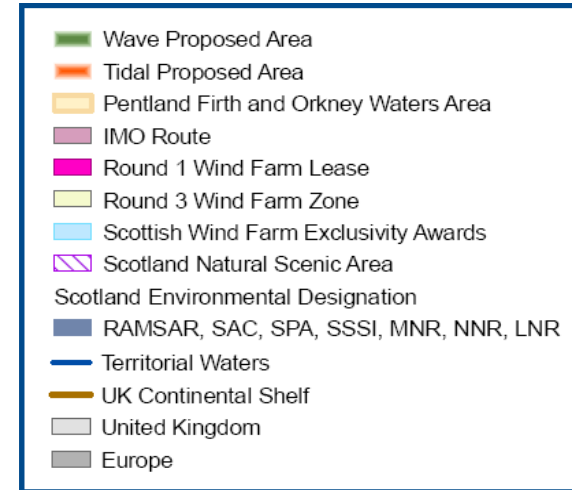 Wave Proposed Area
Tidal Proposed Area
Pentland Firth and Orkney Waters Area
IMO Route
Round 1 Wind Farm Lease
Round 3 Wind Farm Zone
Scottish Wind Farm Exclusivity Awards
Scotland Natural Scenic Area
Scotland Environmental Designation
RAMSAR, SAC, SPA, SSSI, MNR, NNR, LNR
Territorial Waters
UK Continental Shelf
United Kingdom
Europe